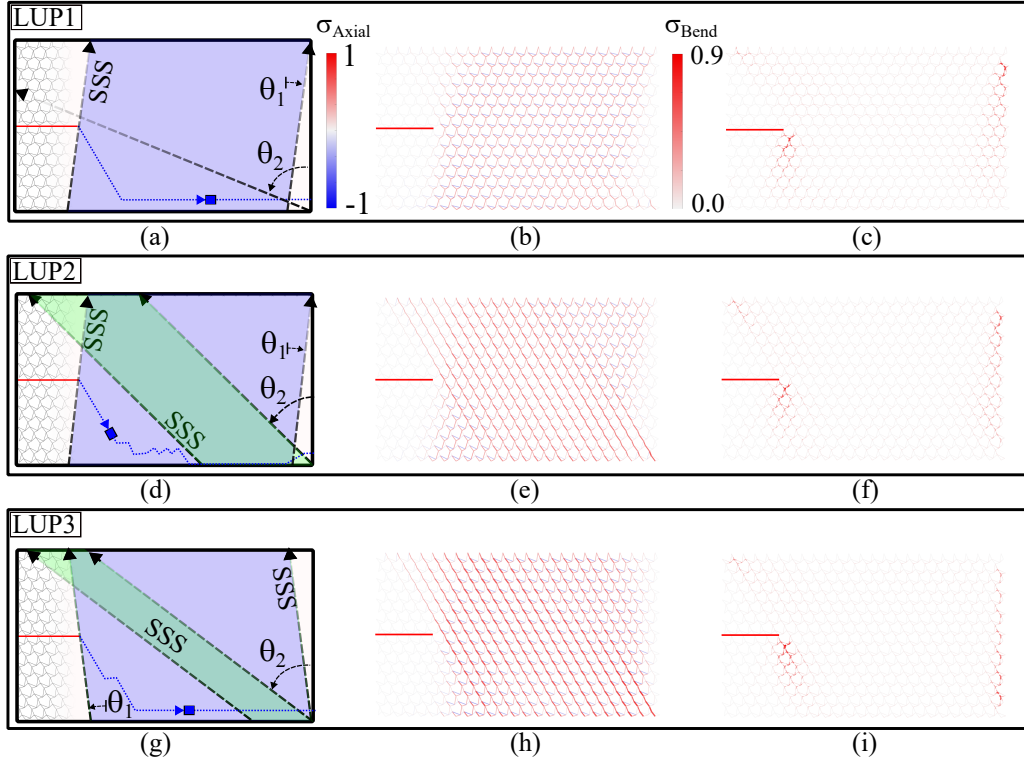 LUP1
SSS
θ1
θ2
(a)
σAxial
1
-1
(b)
σBend
0.9
0.0
(c)
LUP2
SSS
θ1
θ2
SSS
(d)
(e)
(f)
LUP3
SSS
SSS
θ2
θ1
(g)
(h)
(i)